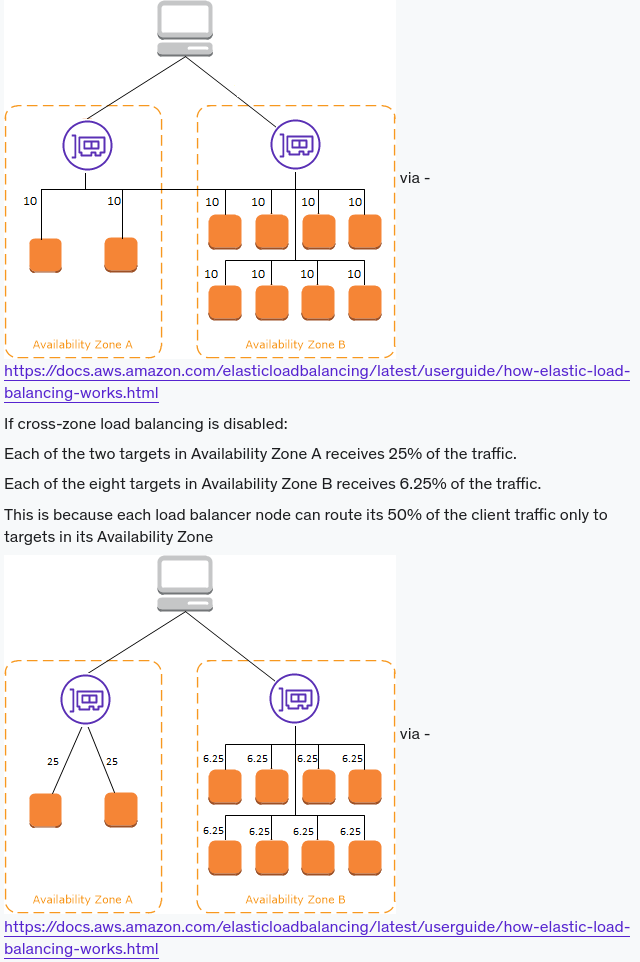 10
10
10
10
10
10
via -
10
10
10
10
Availability Zone A
Availability Zone B
https://docs.aws.amazon.com/elasticloadbalancing/latest/userguide/how-elastic-load-
balancing-works.html
If cross-zone load balancing is disabled:
Each of the two targets in Availability Zone A receives 25% of the traffic.
Each of the eight targets in Availability Zone B receives 6.25% of the traffic.
This is because each load balancer node can route its 50% of the client traffic only to
targets in its Availability Zone
via -
25
25
6.25
6.25
6.25
6.25
6.25
6.25
6.25
6.25
Availability Zone A
Availability Zone B
https://docs.aws.amazon.com/elasticloadbalancing/latest/userguide/how-elastic-load-
balancing-works.html